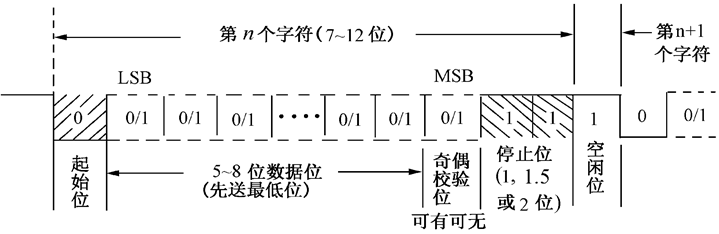 第 n 个字符(7~12 位)
第n+1
个字符
LSB
MSB
0
0/1
0/1
0/1
····
0/1
0/1
0/1
1
1
1
0
0/1
起始位
5~8 位数据位
(先送最低位)
奇偶
校验
位
可有可无
停止位
(1, 1.5
或2 位)
空闲位